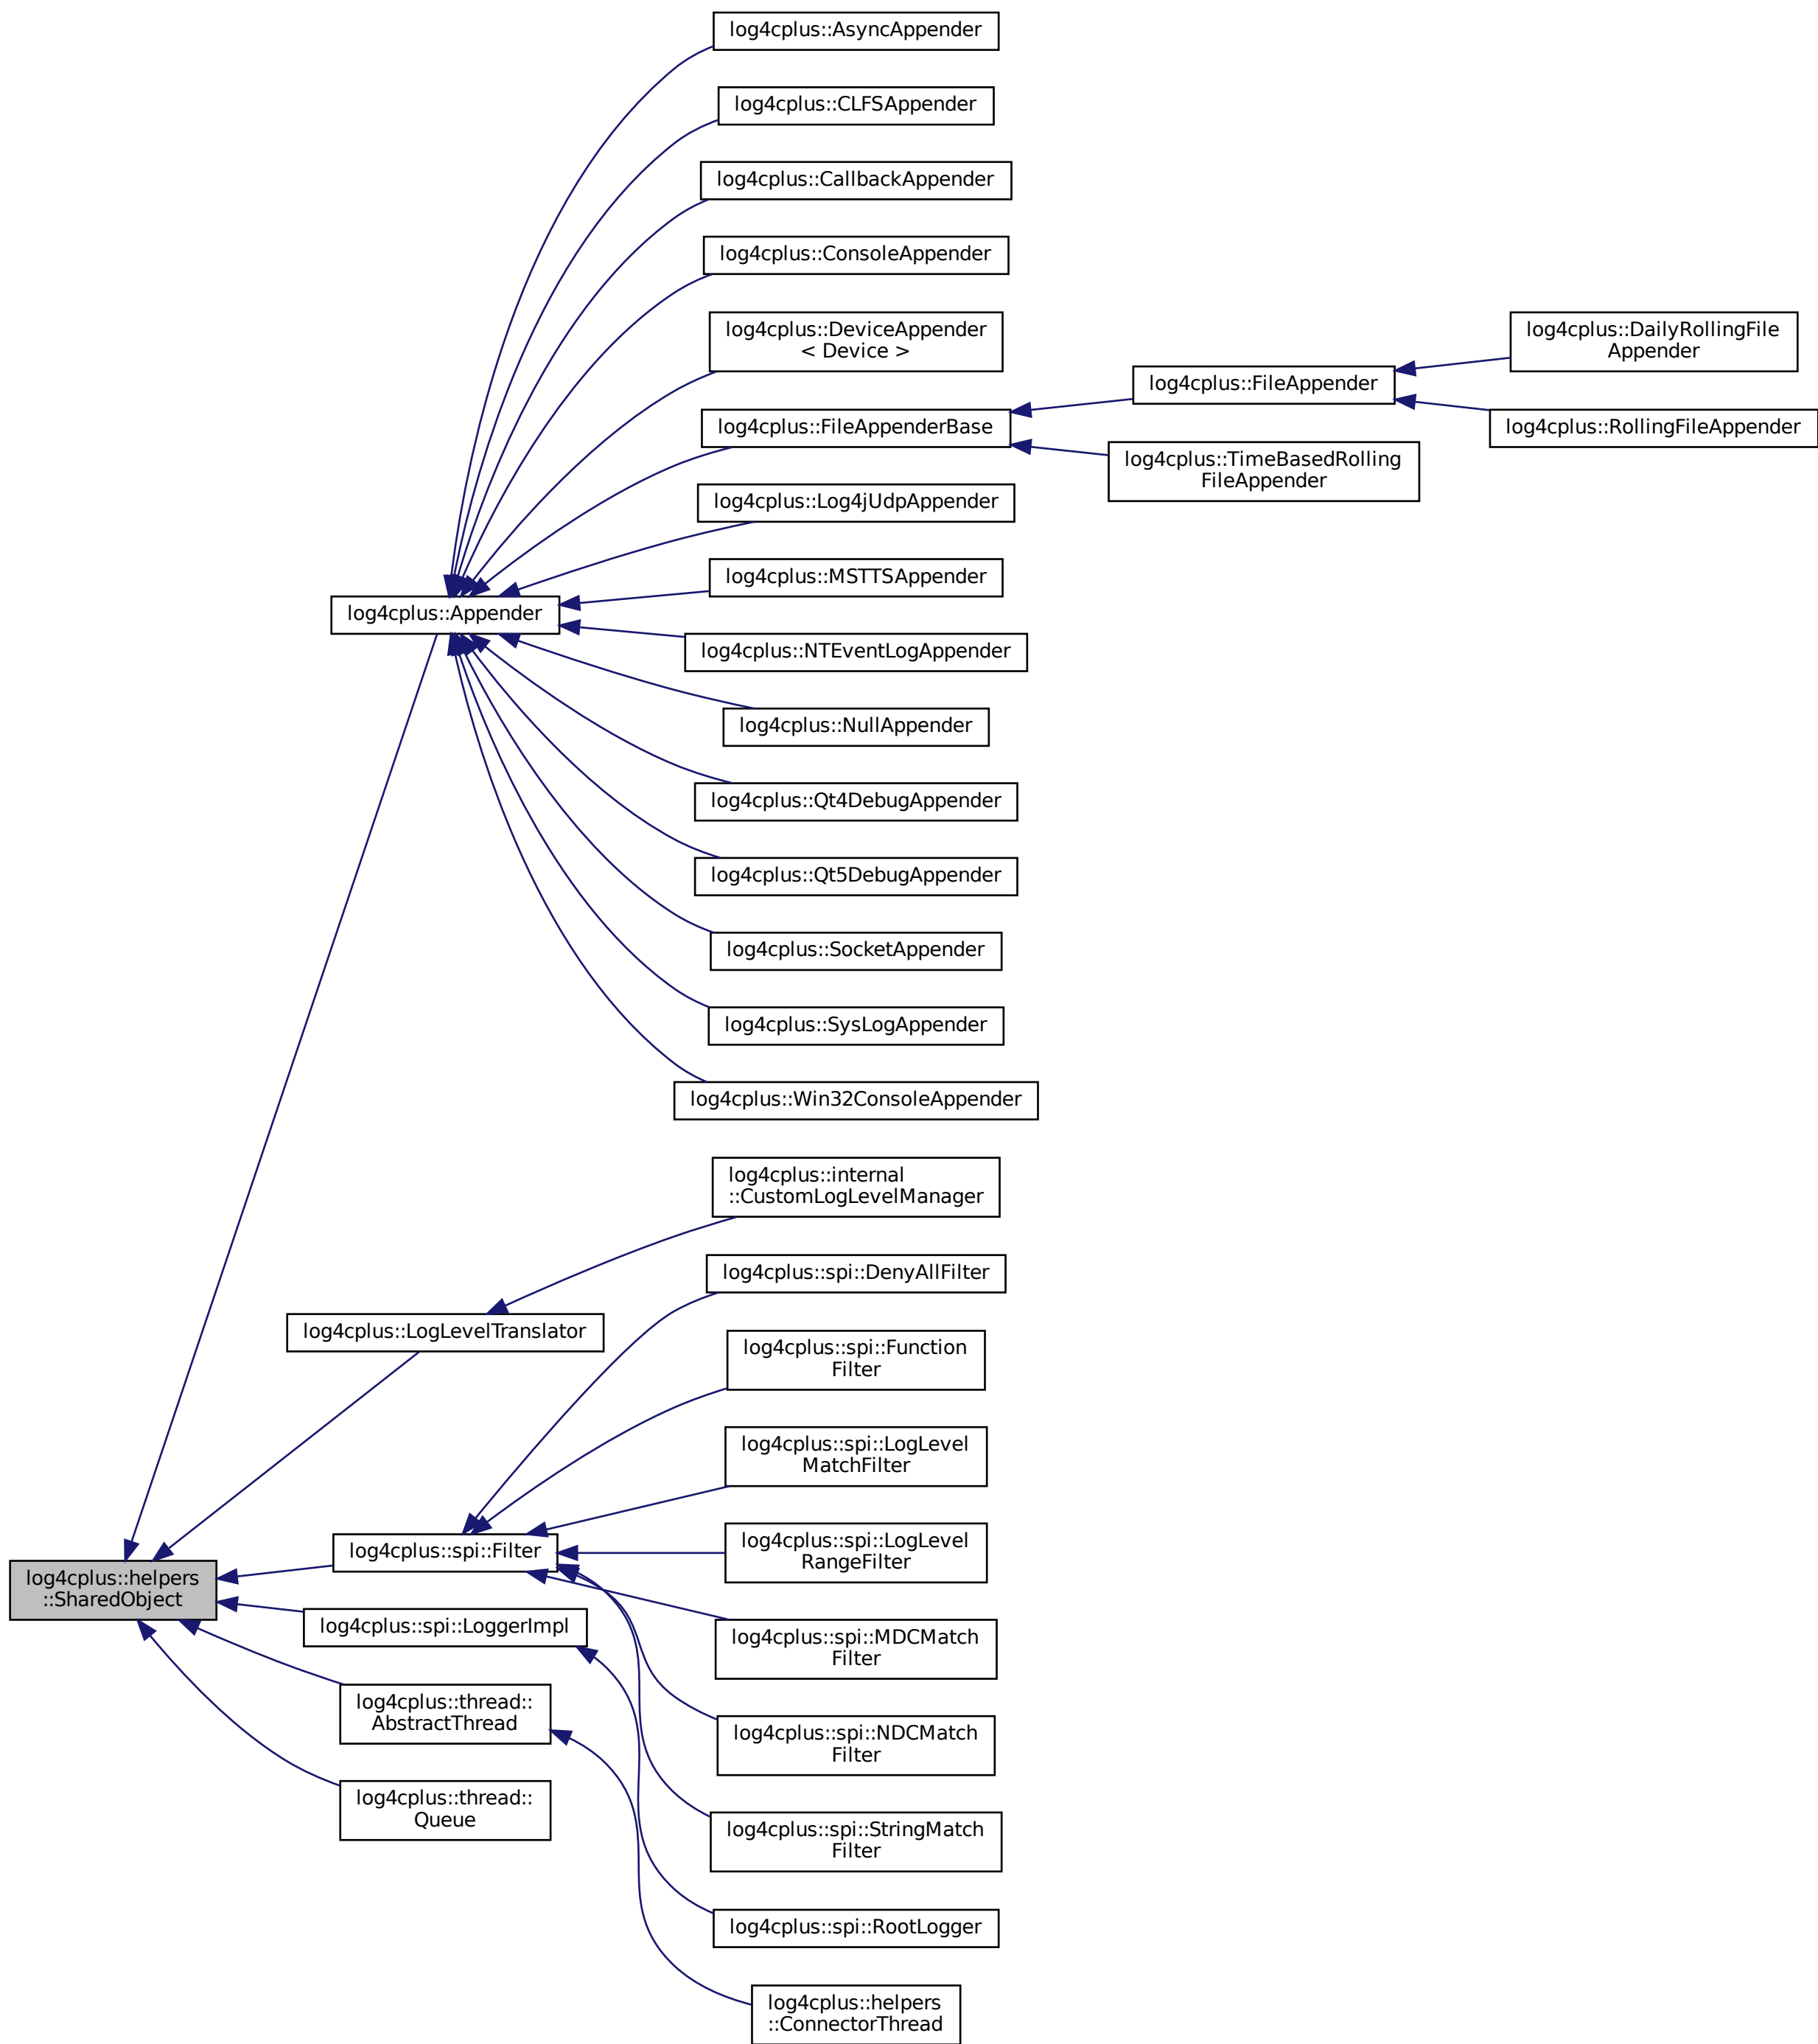 log4cplus::AsyncAppender
log4cplus::CLFSAppender
log4cplus::CallbackAppender
log4cplus::ConsoleAppender
log4cplus::DeviceAppender
< Device >
log4cplus::DailyRollingFile
Appender
log4cplus::FileAppender
log4cplus::FileAppenderBase
log4cplus::RollingFileAppender
log4cplus::TimeBasedRolling
FileAppender
log4cplus::Log4jUdpAppender
log4cplus::MSTTSAppender
log4cplus::Appender
log4cplus::NTEventLogAppender
log4cplus::NullAppender
log4cplus::Qt4DebugAppender
log4cplus::Qt5DebugAppender
log4cplus::SocketAppender
log4cplus::SysLogAppender
log4cplus::Win32ConsoleAppender
log4cplus::internal
::CustomLogLevelManager
log4cplus::spi::DenyAllFilter
log4cplus::LogLevelTranslator
log4cplus::spi::Function
Filter
log4cplus::spi::LogLevel
MatchFilter
log4cplus::spi::Filter
log4cplus::spi::LogLevel
RangeFilter
log4cplus::helpers
::SharedObject
log4cplus::spi::LoggerImpl
log4cplus::spi::MDCMatch
Filter
log4cplus::thread::
AbstractThread
log4cplus::spi::NDCMatch
Filter
log4cplus::thread::
Queue
log4cplus::spi::StringMatch
Filter
log4cplus::spi::RootLogger
log4cplus::helpers
::ConnectorThread